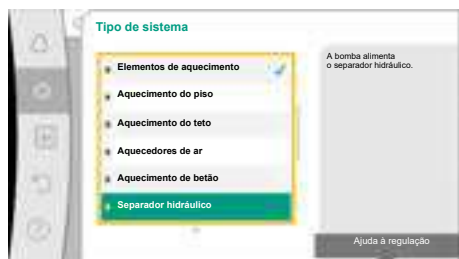 Tipo de sistema
Elementos de aquecimento
Aquecimento do piso
Aquecimento do teto
Aquecedores de ar
Aquecimento de betão
Separador hidráulico
A bomba alimenta
o separador hidráulico.
Ajuda à regulação